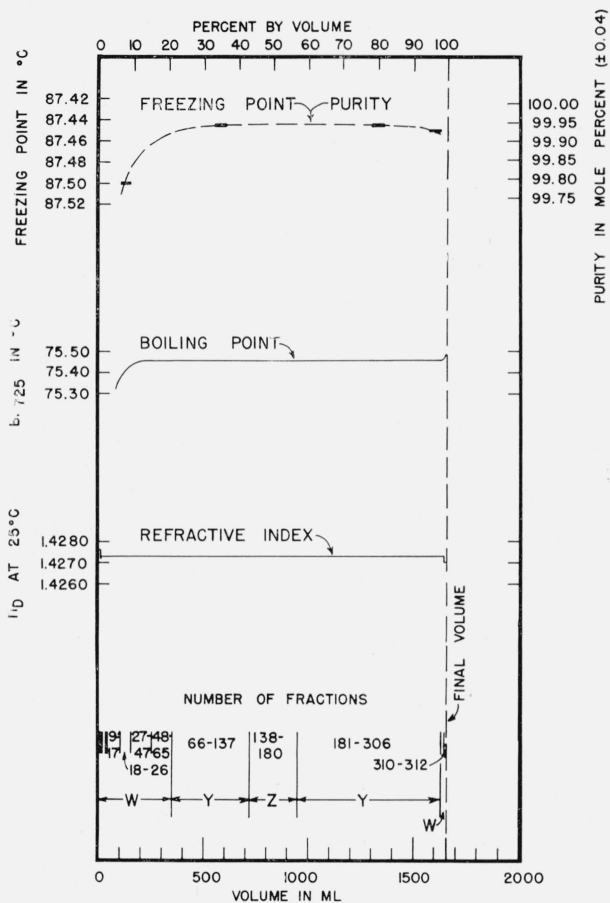 PERCENT BY VOLUME
0 10 20 30 40 50 60 70 80 90 100
FREEZING POINT IN °C
87.42
87.44
87.46
87.48
87.50
87.52
FREEZING POINT PURITY
100.00
99.95
99.90
99.85
99.80
99.75
PURITY IN MOLE PERCENT (±0.04)
b. 725 IN °C
75.50
75.40
75.30
BOILING POINT
AT 25°C
1.4280
1.4270
1.4260
REFRACTIVE INDEX
FINAL VOLUME
NUMBER OF FRACTIONS
9-
17
18-26
27-
47
48-
65
66-137
138-
180
181-306
310-312
W Y Z Y
W
0 500 1000 1500 2000
VOLUME IN ML